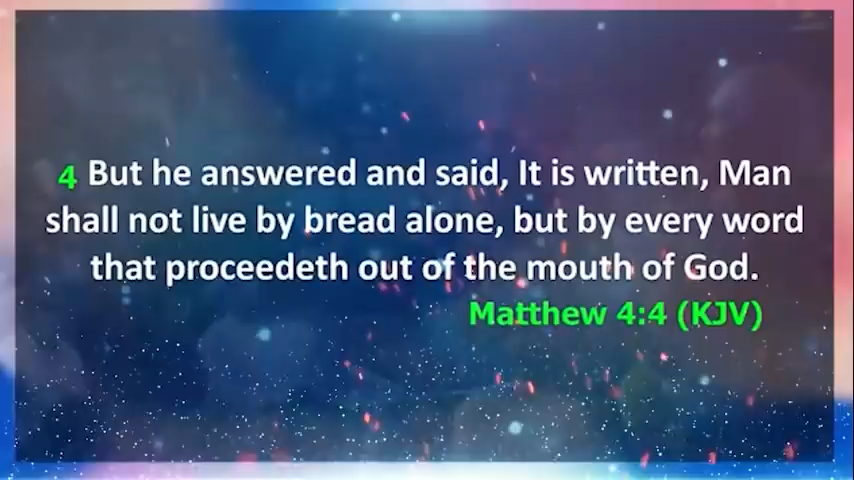 4 But he answered and said, It is written, Man
shall not live by bread alone, but by every word
that proceedeth out of the mouth of God.
Matthew 4:4 (KJV)